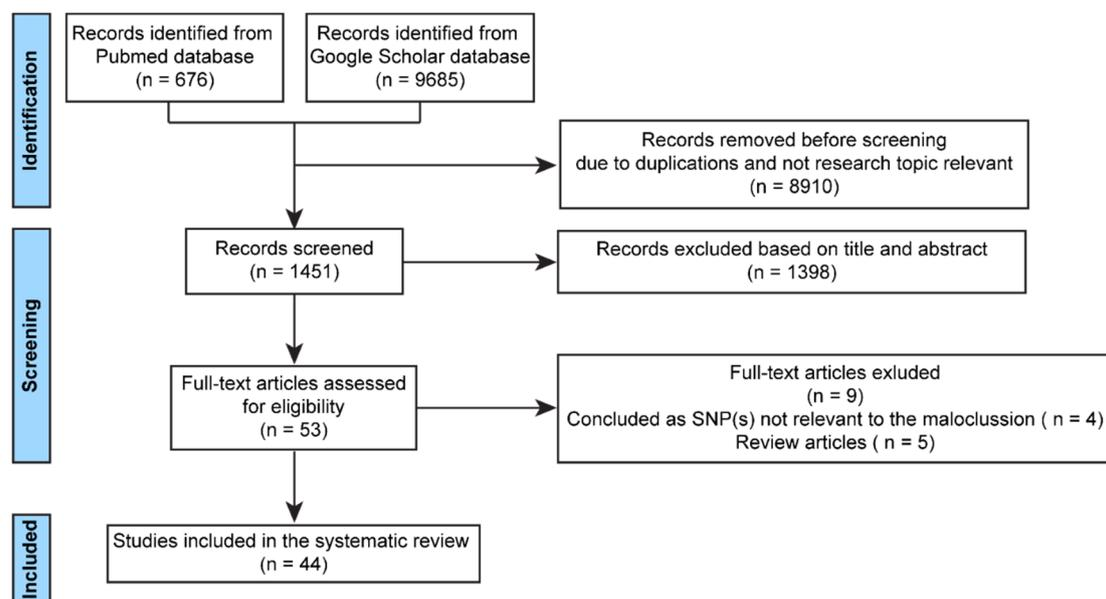 Identification
Records identified from
Pubmed database
(n = 676)
Records identified from
Google Scholar database
(n = 9685)
Records removed before screening
due to duplications and not research topic relevant
(n = 8910)
Screening
Records screened
(n = 1451)
Records excluded based on title and abstract
(n = 1398)
Full-text articles assessed
for eligibility
(n = 53)
Full-text articles exluded
(n = 9)
Concluded as SNP(s) not relevant to the maloclussion ( n = 4)
Review articles ( n = 5)
Included
Studies included in the systematic review
(n = 44)